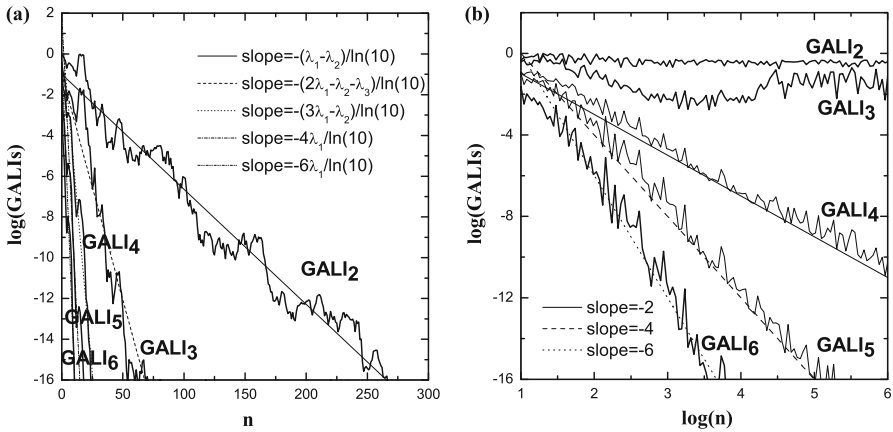 (a)
0
-2
-4
-6
-8
-10
-12
-14
-16
log(GALIs)
slope=-(λ1-λ2)/ln(10)
slope=-(2λ1-λ2-λ3)/ln(10)
slope=-(3λ1-λ2)/ln(10)
slope=-4λ1/ln(10)
slope=-6λ1/ln(10)
GALI4
GALI2
GALI5
GALI6
GALI3
0 50 100 150 200 250 300
n
(b)
0
-4
-8
-12
-16
log(GALIs)
GALI2
GALI3
GALI4
slope=-2
slope=-4
slope=-6
GALI6
GALI5
1 2 3 4 5 6
log(n)